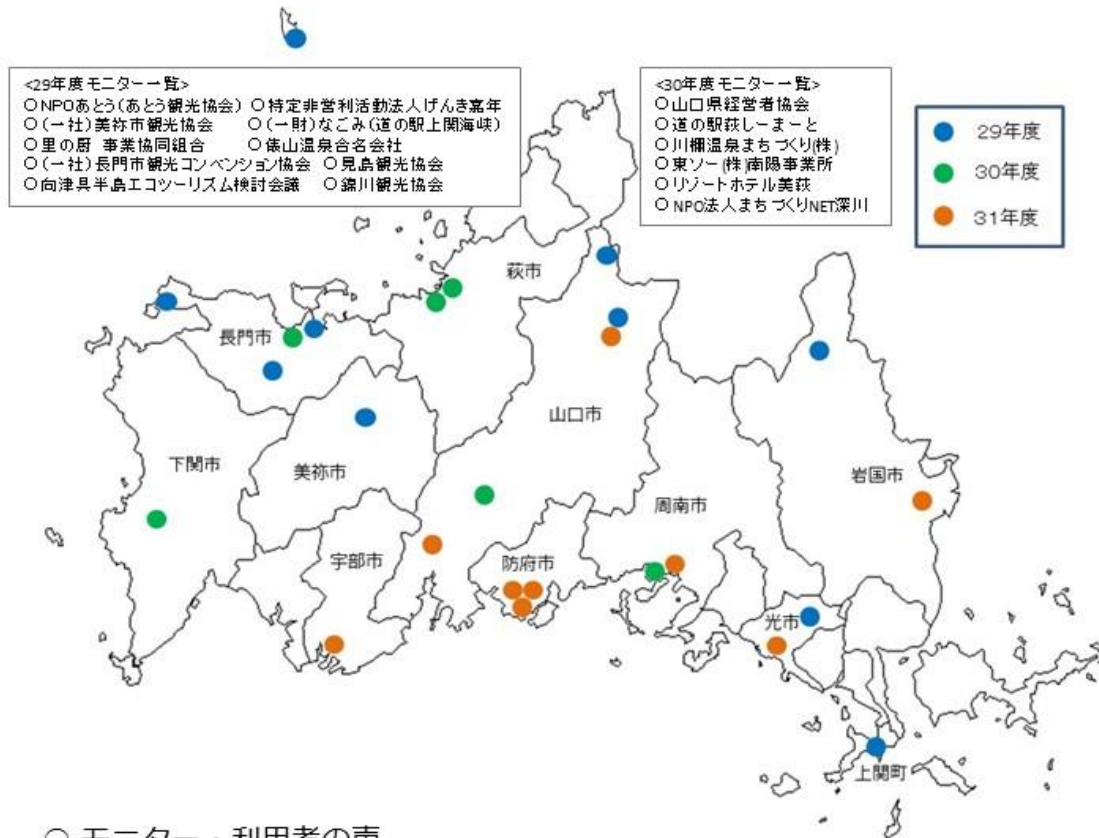 <29年度モニター一覧>
○NPOあとう(あとう観光協会) ○特定非営利活動法人げんき嘉年
○(一社)美祢市観光協会 ○(一財)なごみ(道の駅上関海峡)
○里の厨 事業協同組合 ○俵山温泉合名会社
○(一社)長門市観光コンベンション協会 ○見島観光協会
○向津具半島エコツーリズム検討会議 ○錦川観光協会
<30年度モニター一覧>
○山口県経営者協会
○道の駅萩しーまーと
○川棚温泉まちづくり(株)
○東ソー(株)南陽事業所
○リゾートホテル美萩
○NPO法人まちづくりNET深川
29年度
30年度
31年度
萩市
長門市
山口市
下関市
美祢市
岩国市
周南市
宇部市
防府市
光市
上関町
○ モニター・利用者の声